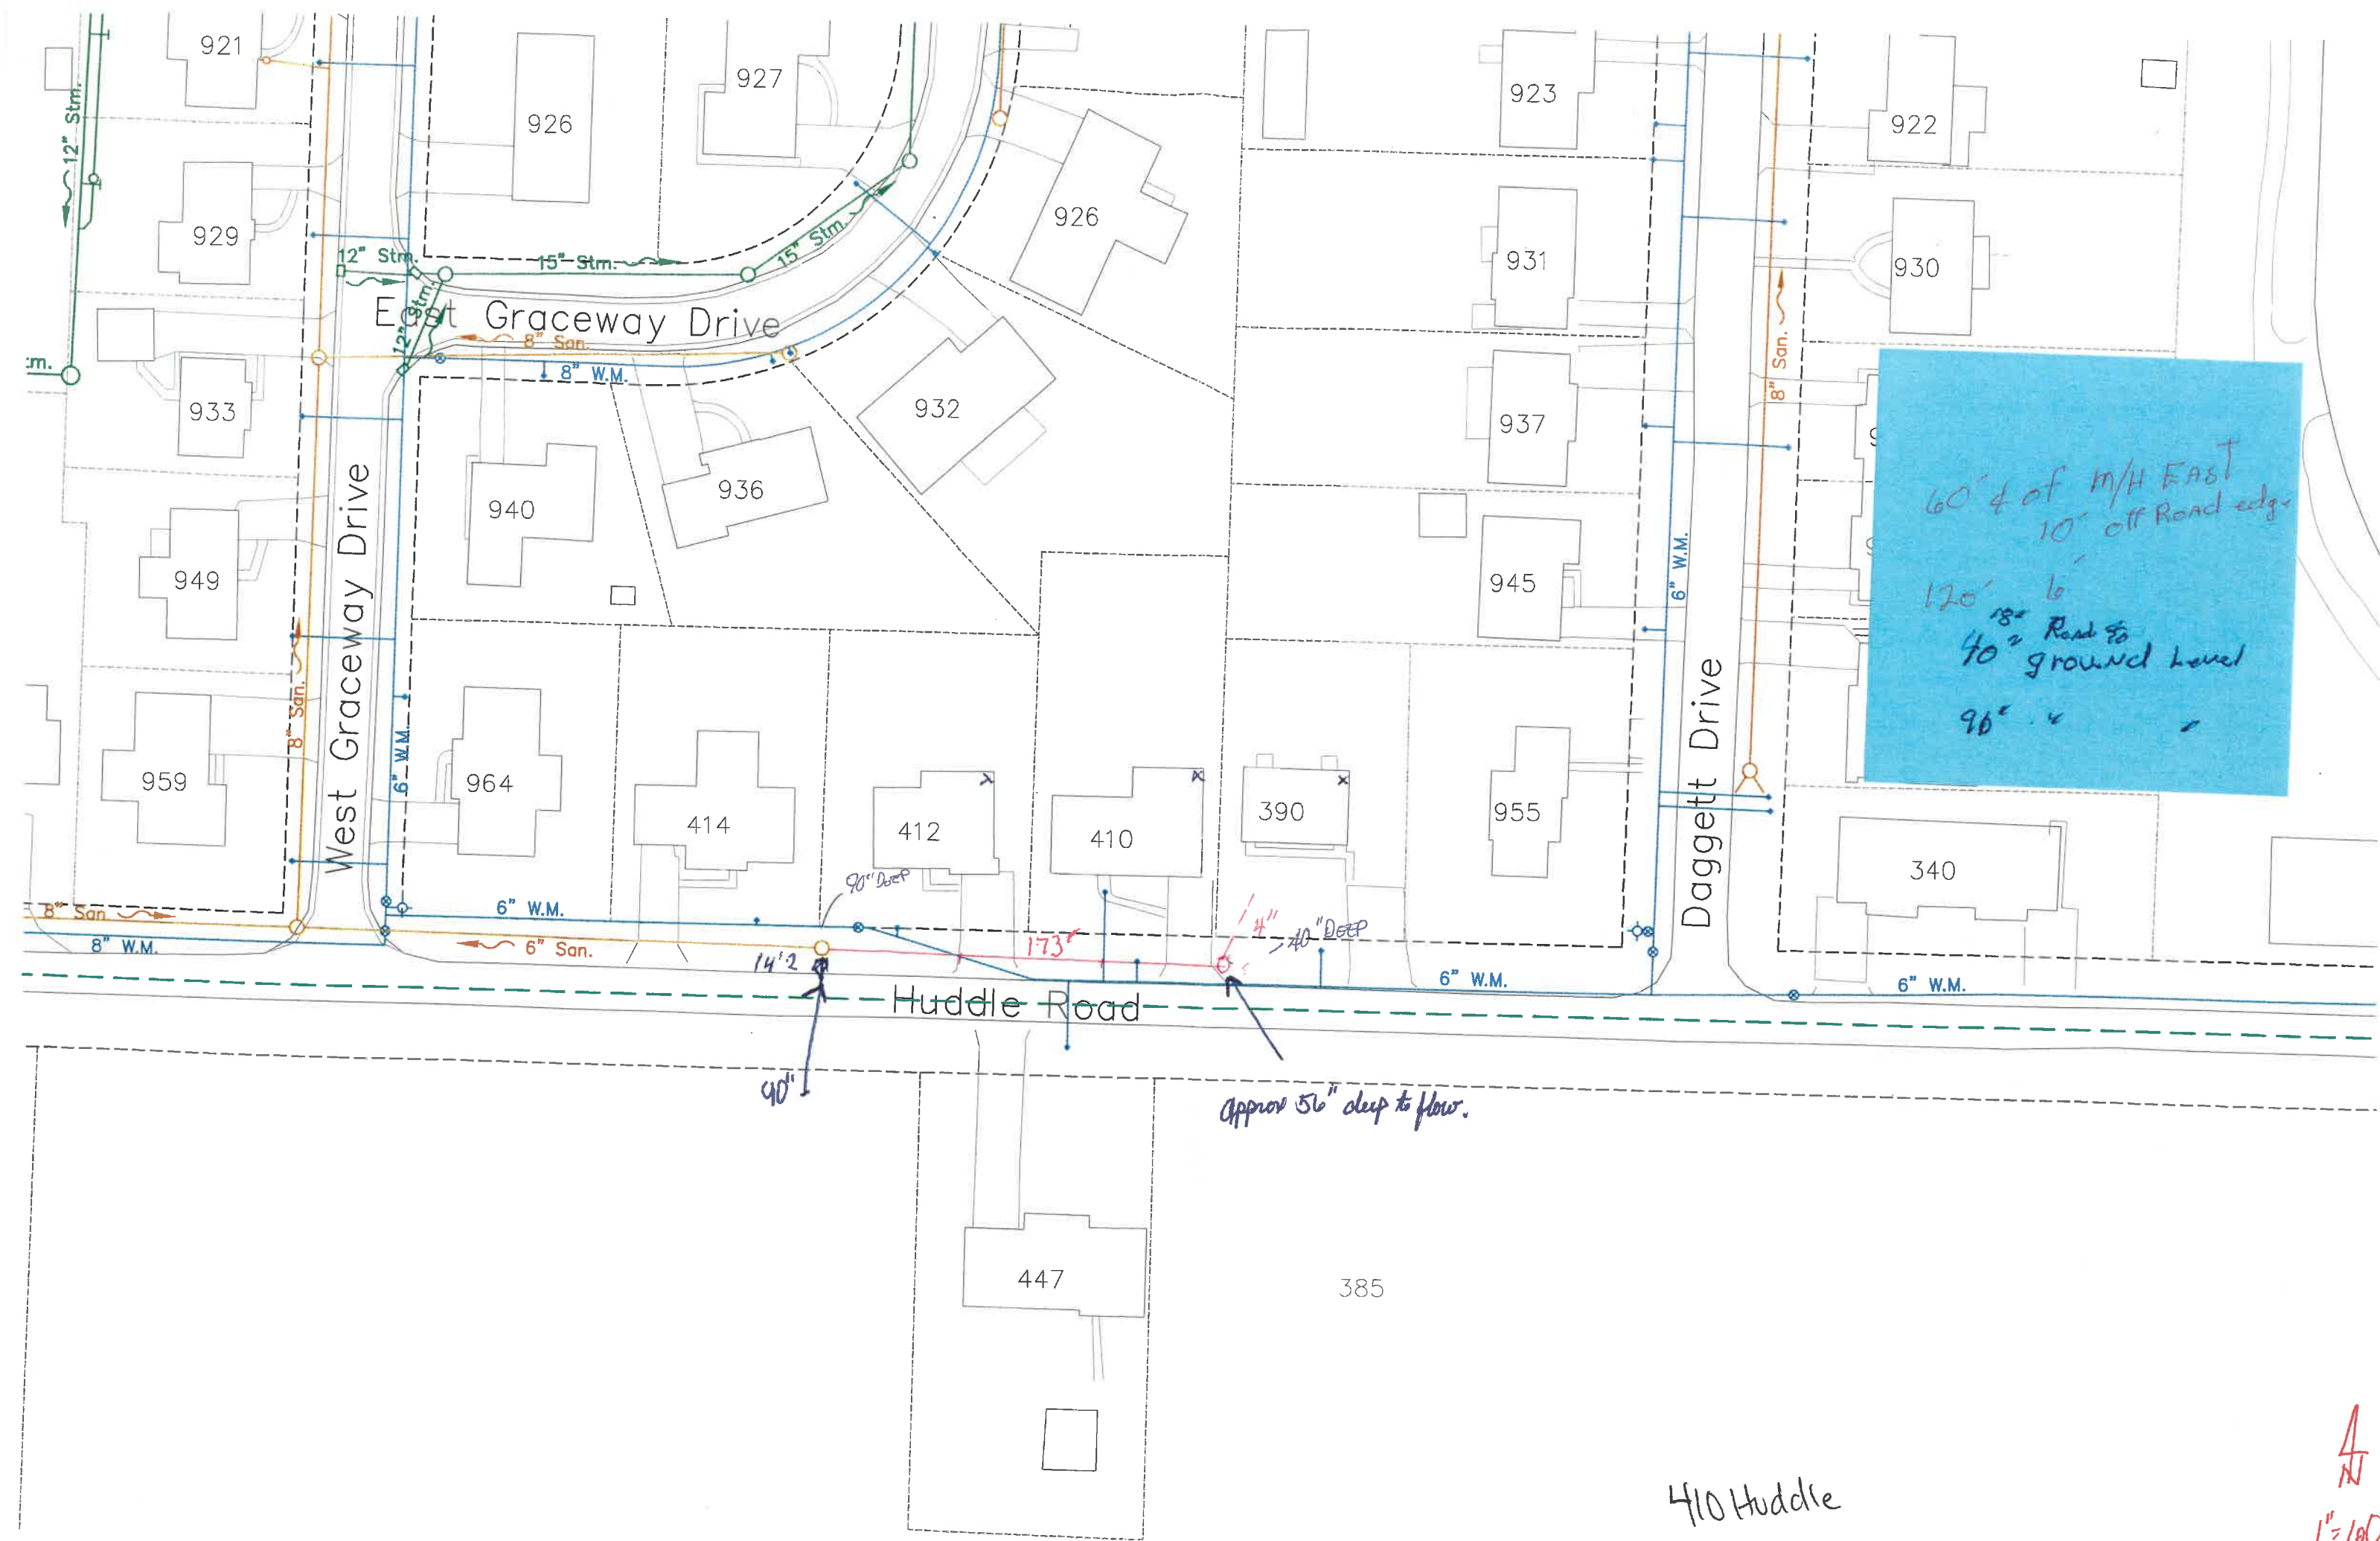 921
926
927
923
922
12" Stm.
929
926
931
930
12" Stm.
15" Stm.
15" Stm.
12" Stm.
East Graceway Drive
8" San.
8" W.M.
8" San.
m.
933
932
937
940
936
60' ¢ of M/H EAST
10' off Road edge
120' 6'
18" Road to
40" ground Level
96" " "
949
945
6" W.M.
West Graceway Drive
8" San.
6" W.M.
Daggett Drive
959
964
414
412
410
390
955
340
90" DEEP
8" San
6" W.M.
4"
40" DEEP
8" W.M.
6" San.
14'2
173'
6" W.M.
6" W.M.
Huddle Road
90"
approx 56" deep to flow.
447
385
410 Huddle
N